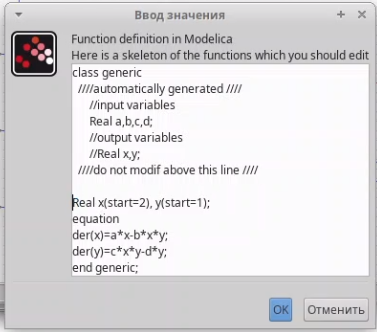 Ввод значения
Function definition in Modelica
Here is a skeleton of the functions which you should edit
class generic
////automatically generated ////
//input variables
Real a,b,c,d;
//output variables
//Real x,y;
////do not modif above this line ////
Real x(start=2), y(start=1);
equation
der(x)=a*x-b*x*y;
der(y)=c*x*y-d*y;
end generic;
OK
Отменить